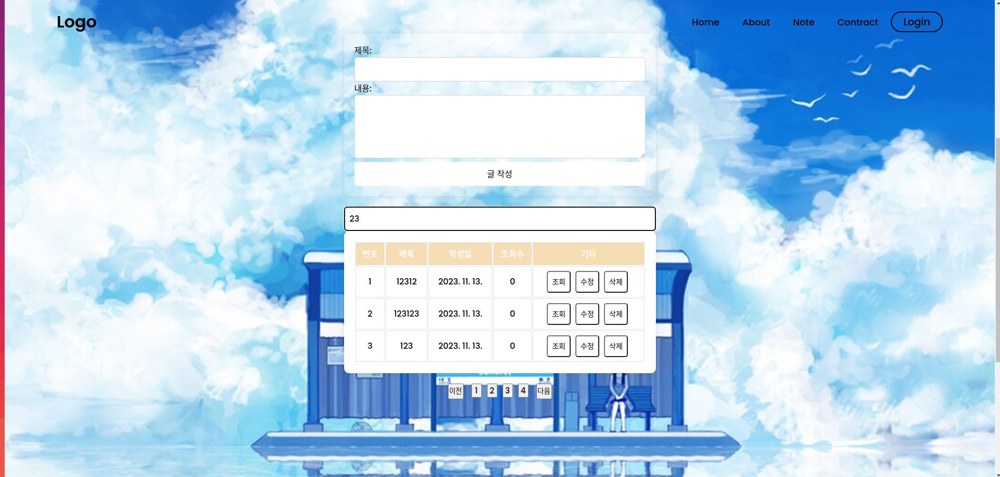 Logo Home About Note Contract Login
제목:
내용:
글 작성
23
번호 제목 작성일 조회수 기타
1 12312 2023. 11. 13. 0 조회 수정 삭제
2 123123 2023. 11. 13. 0 조회 수정 삭제
3 123 2023. 11. 13. 0 조회 수정 삭제
이전 1 2 3 4 다음